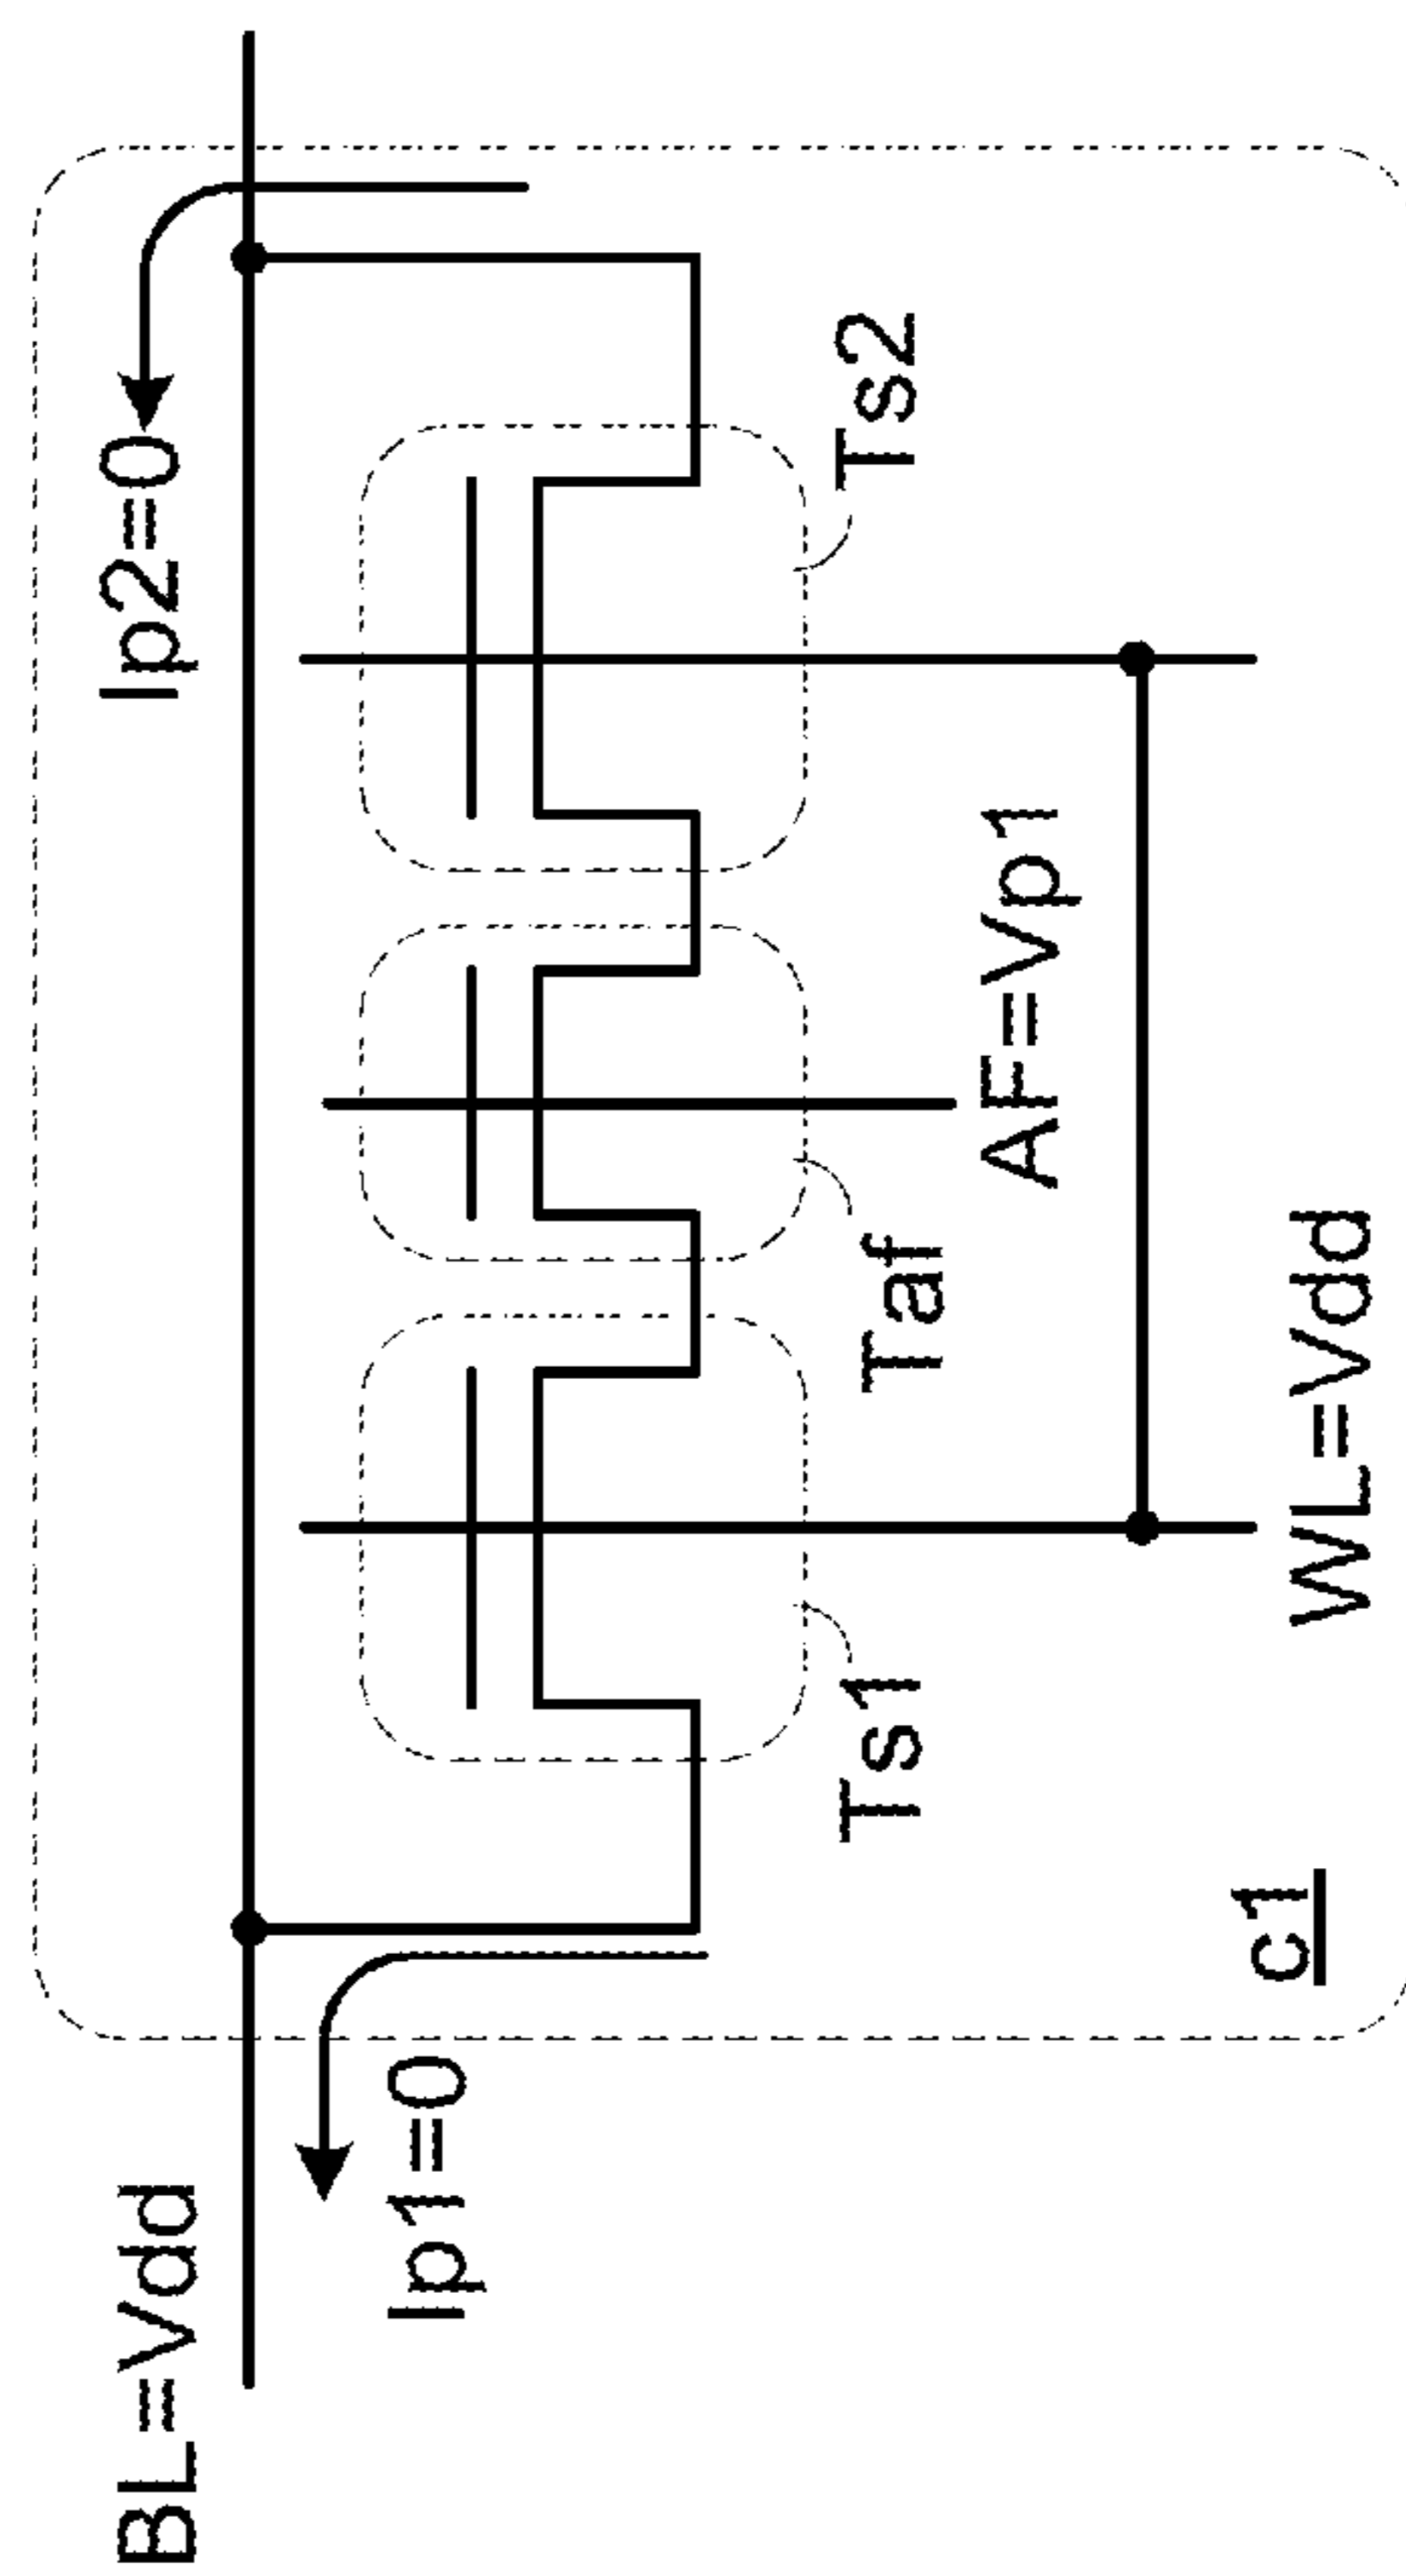 BL=Vdd
Ip2=0
Ip1=0
Ts1
Taf
Ts2
AF=Vp1
c1
WL=Vdd